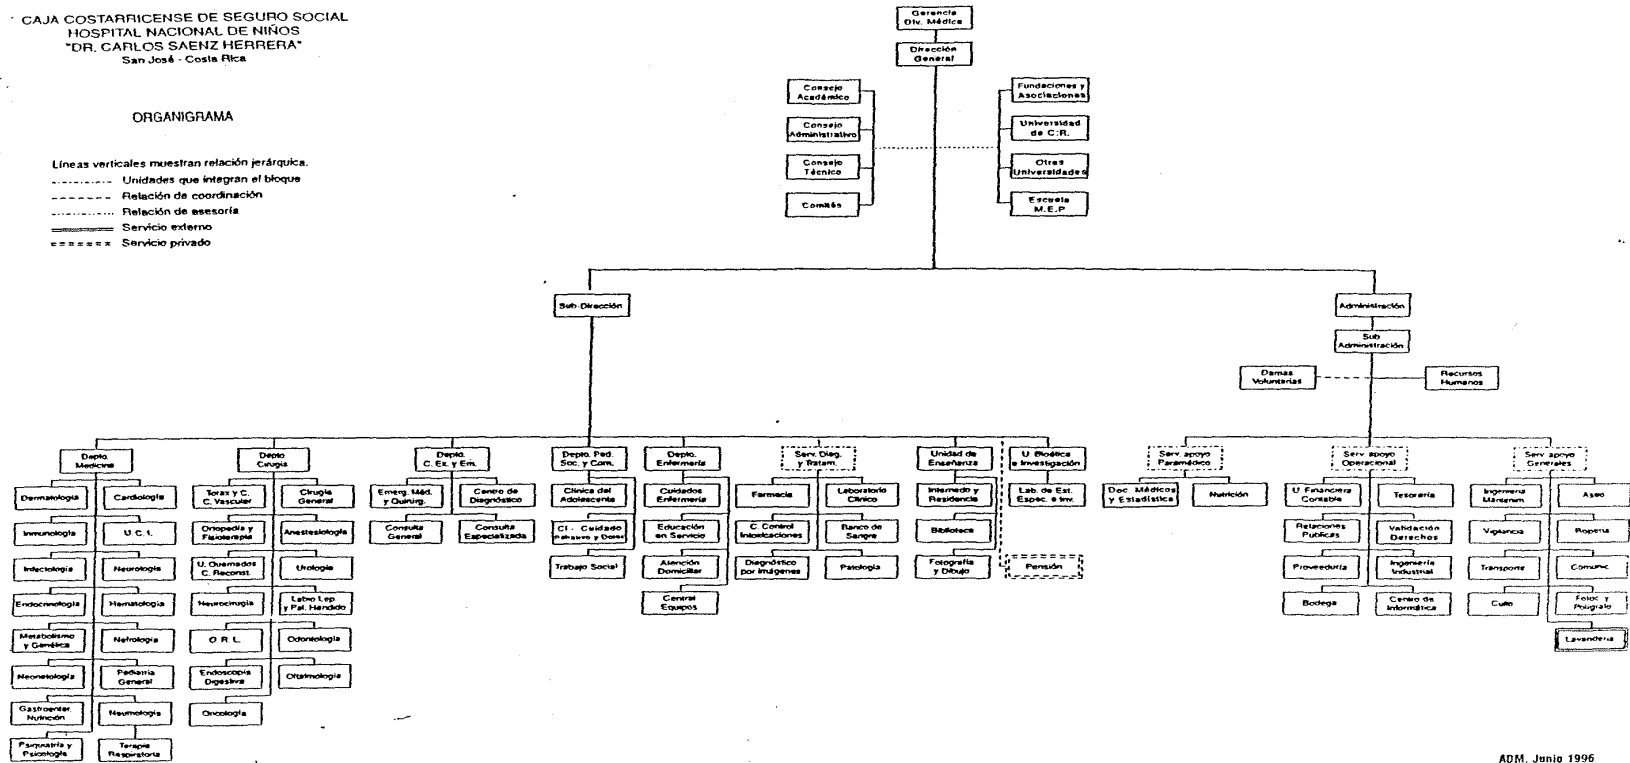 CAJA COSTARRICENSE DE SEGURO SOCIAL
HOSPITAL NACIONAL DE NIÑOS
"DR. CARLOS SAENZ HERRERA"
San José - Costa Rica
ORGANIGRAMA
Líneas verticales muestran relación jerárquica.
Unidades que integran el bloque
Relación de coordinación
Relación de asesoría
Servicio externo
Servicio privado
Gerencia
Div. Médica
Dirección
General
Consejo
Académico
Consejo
Administrativo
Consejo
Técnico
Comités
Fundaciones y
Asociaciones
Universidad
de C.R.
Otras
Universidades
Escuela
M.E.P
Sub-Dirección
Administración
Sub
Administración
Damas
Voluntarias
Recursos
Humanos
Depto.
Medicina
Dermatología
Cardiología
Inmunología
U.C.I.
Infectología
Neurología
Endocrinología
Hematología
Metabolismo
y Genética
Nefrología
Neonatología
Pediatría
General
Gastroenter.
Nutrición
Neumología
Psiquiatría y
Psicología
Terapia
Respiratoria
Depto
Cirugía
Torax y C.
C. Vascular
Cirugía
General
Ortopedia y
Fisioterapia
Anestesiología
U. Quemados
C. Reconst.
Urología
Neurocirugía
Labio Lep.
y Pal. Hendido
O.R.L.
Odontología
Endoscopia
Digestiva
Oftalmología
Oncología
Depto.
C. Ex. y Em.
Emerg. Méd.
y Quirúrg.
Centro de
Diagnóstico
Consulta
General
Consulta
Especializada
Depto. Ped.
Soc. y Com.
Clínica del
Adolescente
Cl - Cuidado
Paliativo y Dolor
Trabajo Social
Depto.
Enfermería
Cuidados
Enfermería
Educación
en Servicio
Atención
Domiciliar
Central
Equipos
Serv. Diag.
y Tratam.
Farmacia
Laboratorio
Clínico
C. Control
Intoxicaciones
Banco de
Sangre
Diagnóstico
por Imágenes
Patología
Unidad de
Enseñanza
Internado y
Residencia
Biblioteca
Fotografía
y Dibujo
U. Bioética
e Investigación
Lab. de Est.
Espec. e Inv.
Pensión
Serv. apoyo
Paramédico
Doc. Médicos
y Estadística
Nutrición
Serv. apoyo
Operacional
U. Financiera
Contable
Tesorería
Relaciones
Públicas
Validación
Derechos
Proveeduría
Ingeniería
Industrial
Bodega
Centro de
Informática
Serv apoyo
Generales
Ingeniería
Mantenim
Aseo
Vigilancia
Ropería
Transporte
Comunic
Culto
Fotoc. y
Polígrafo
Lavandería
ADM. Junio 1996